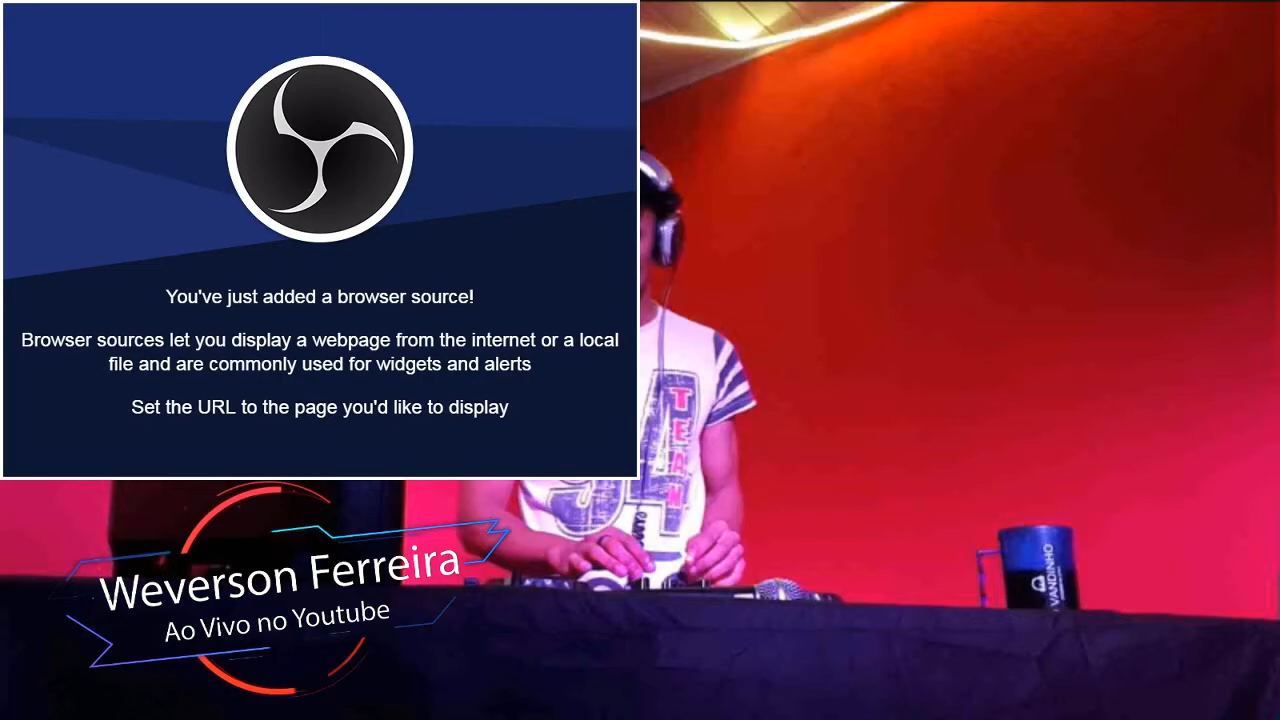 You've just added a browser source!
Browser sources let you display a webpage from the internet or a local
file and are commonly used for widgets and alerts
Set the URL to the page you'd like to display
TEAM
54
Weverson Ferreira
Ao Vivo no Youtube
VANDINHO